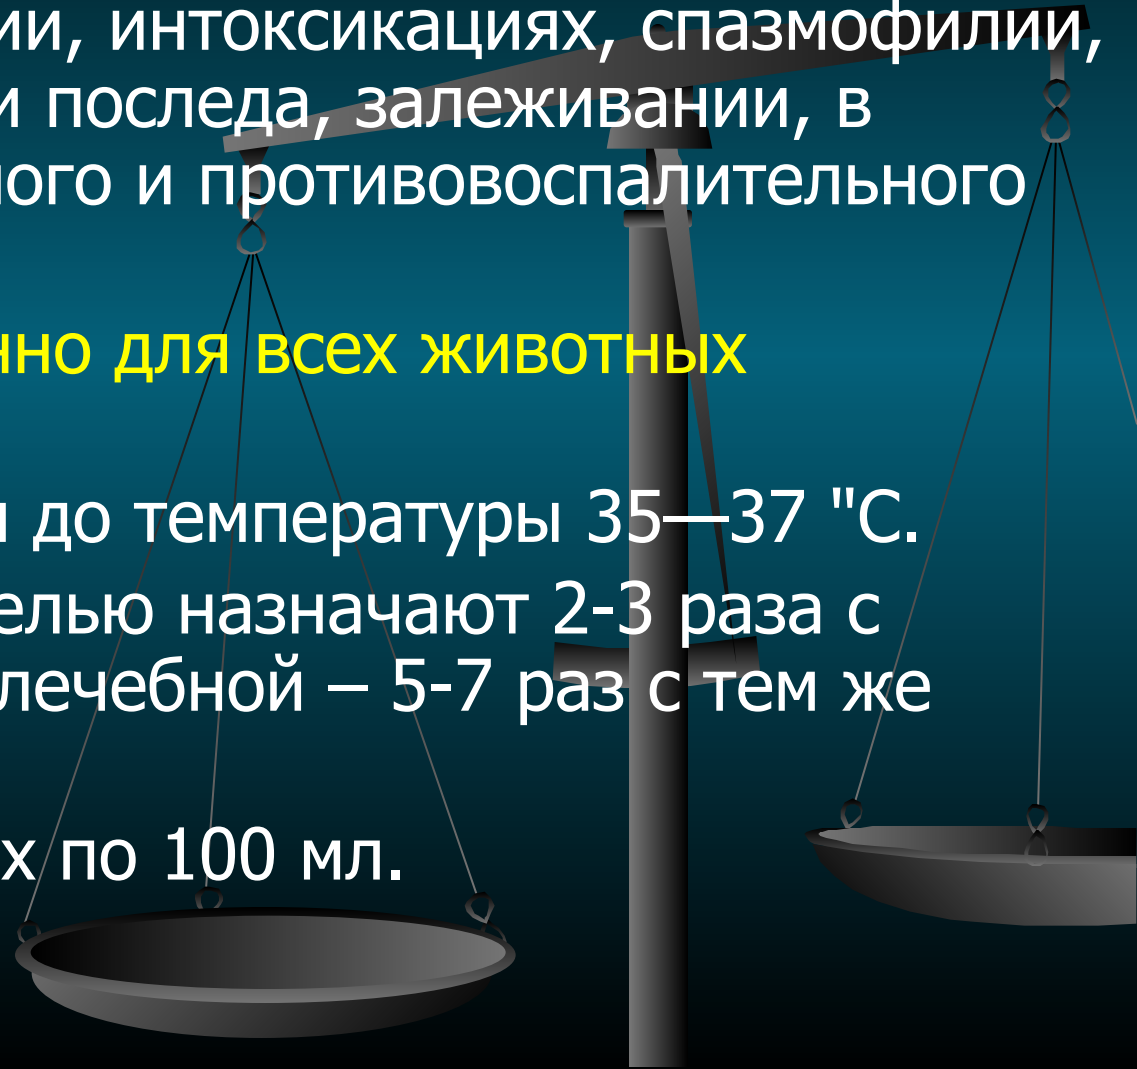 ии, интоксикациях, спазмофилии,
и последа, залеживании, в
ного и противовоспалительного
нно для всех животных
и до температуры 35—37 "С.
елью назначают 2-3 раза с
лечебной – 5-7 раз с тем же
х по 100 мл.